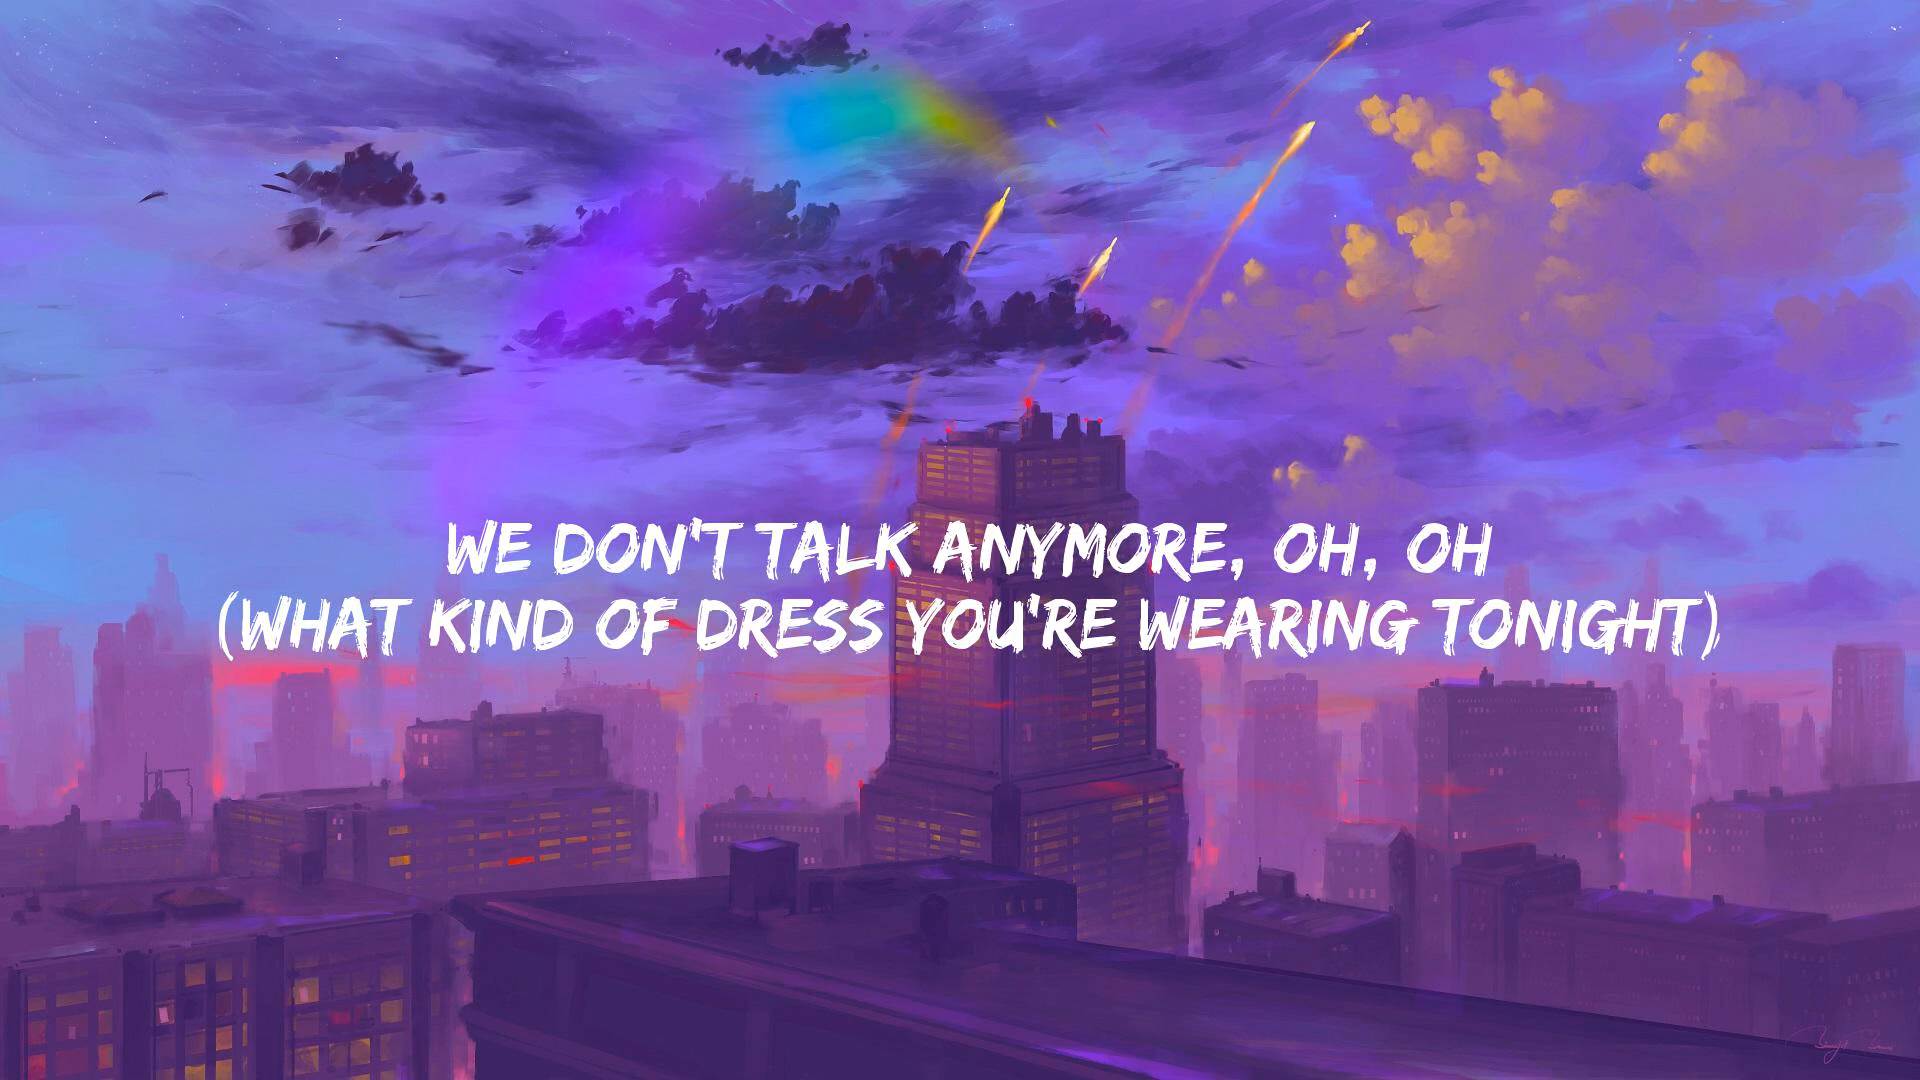 WE DON'T TALK ANYMORE, OH, OH
(WHAT KIND OF DRESS YOU'RE WEARING TONIGHT)